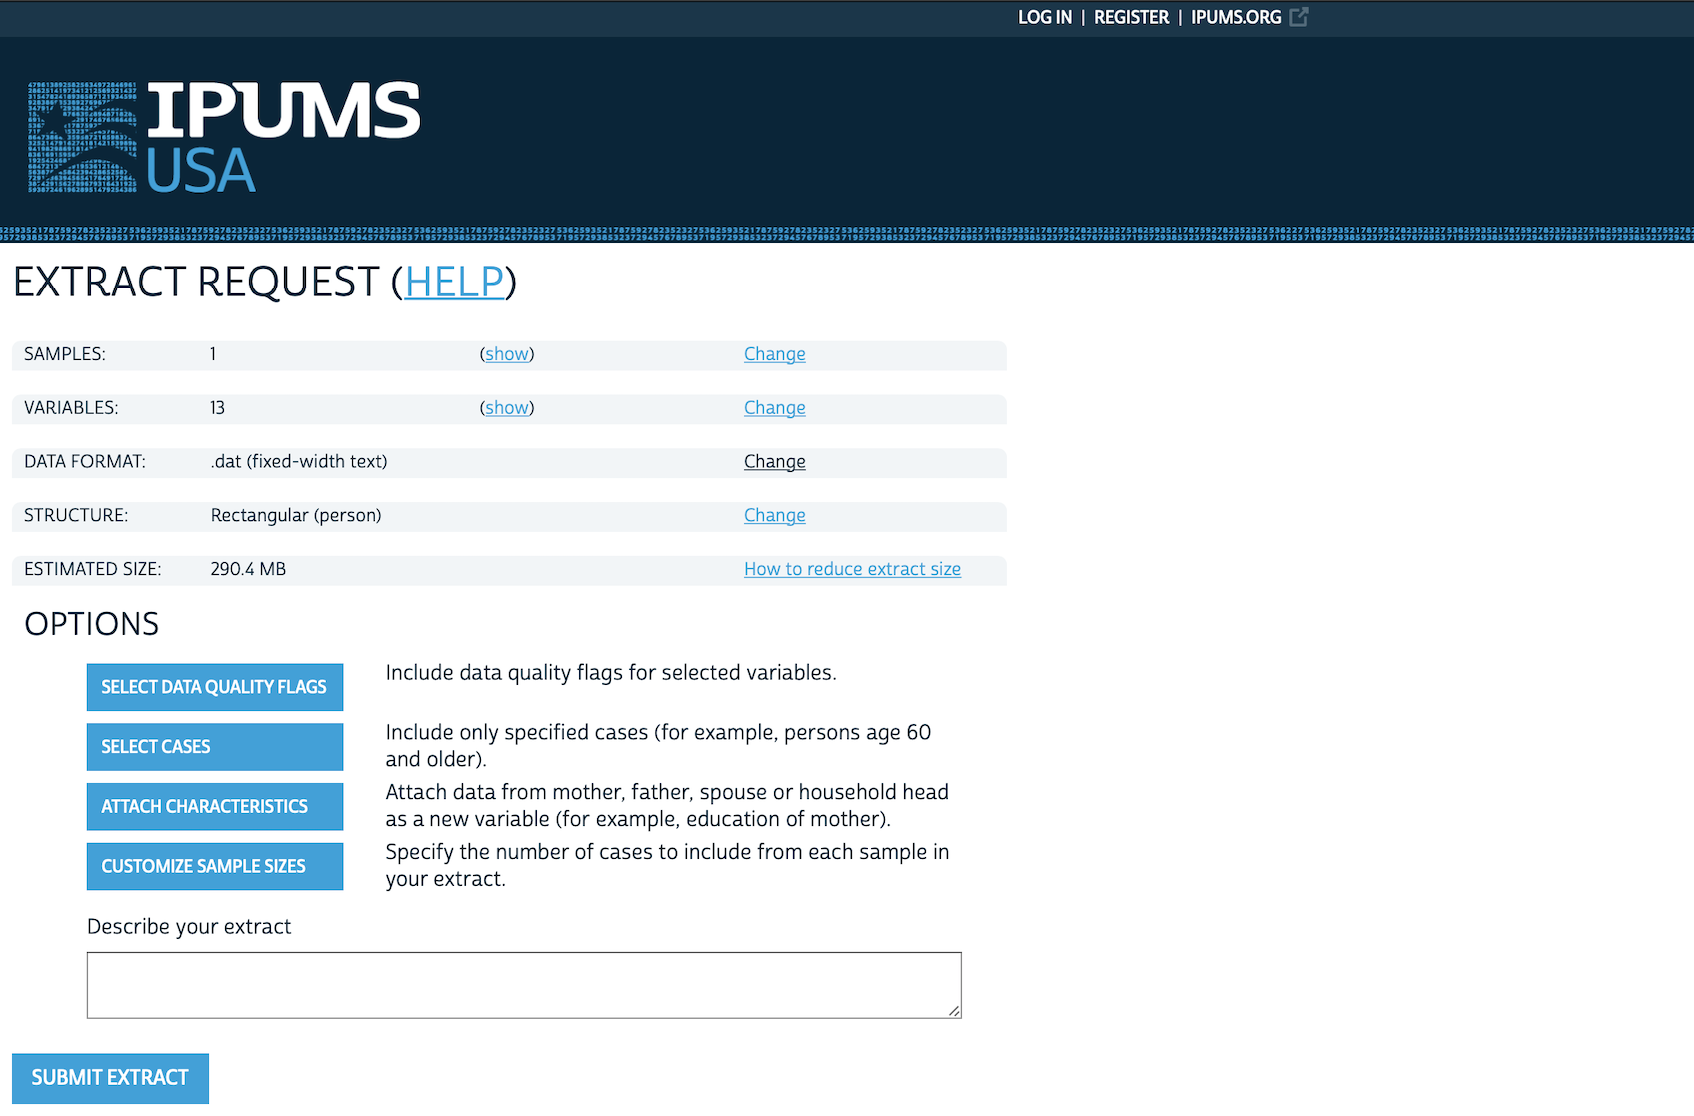 LOG IN | REGISTER | IPUMS.ORG
IPUMS
USA
EXTRACT REQUEST (HELP)
SAMPLES: 1 (show) Change
VARIABLES: 13 (show) Change
DATA FORMAT: .dat (fixed-width text) Change
STRUCTURE: Rectangular (person) Change
ESTIMATED SIZE: 290.4 MB How to reduce extract size
OPTIONS
SELECT DATA QUALITY FLAGS Include data quality flags for selected variables.
SELECT CASES Include only specified cases (for example, persons age 60
and older).
ATTACH CHARACTERISTICS Attach data from mother, father, spouse or household head
as a new variable (for example, education of mother).
CUSTOMIZE SAMPLE SIZES Specify the number of cases to include from each sample in
your extract.
Describe your extract
SUBMIT EXTRACT